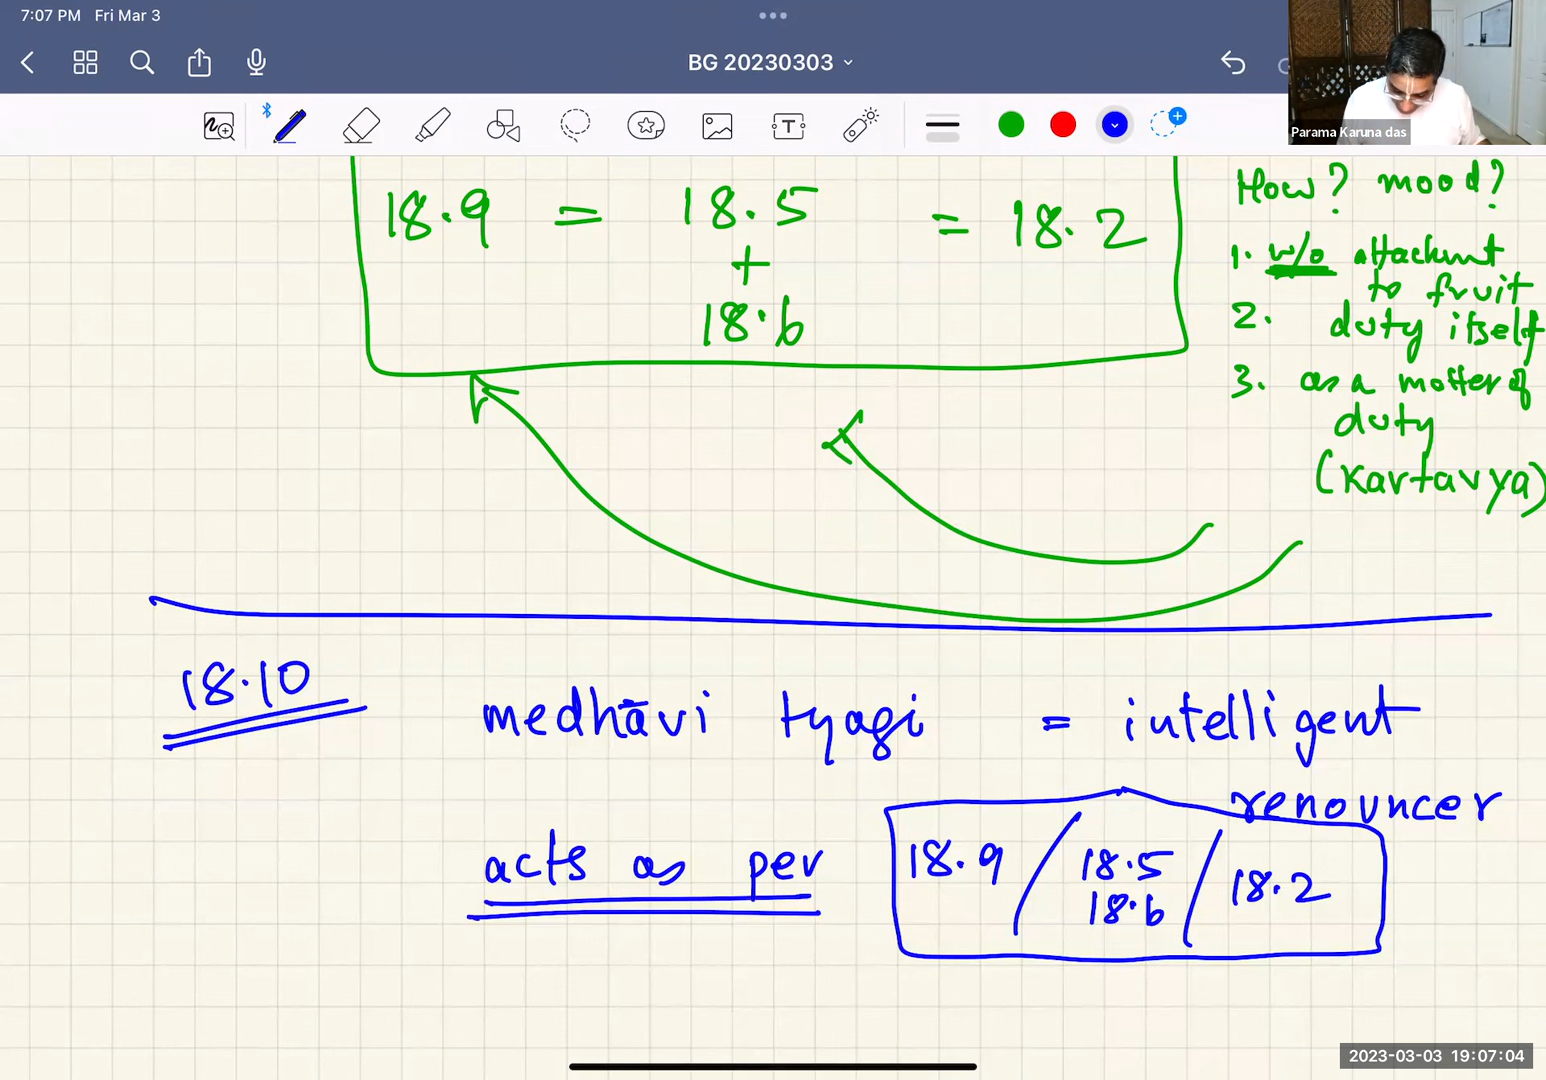 7:07 PM Fri Mar 3
BG 20230303
Parama Karuna das
18.9 = 18.5 = 18.2
+
18.6
How? mood?
1. w/o attachmt
to fruit
2. duty itself
3. as a matter of
duty
(Kartavya)
18.10
medhāvi tyagi = intelligent
renouncer
acts as per
18.9 / 18.5 / 18.2
18.6
2023-03-03 19:07:04